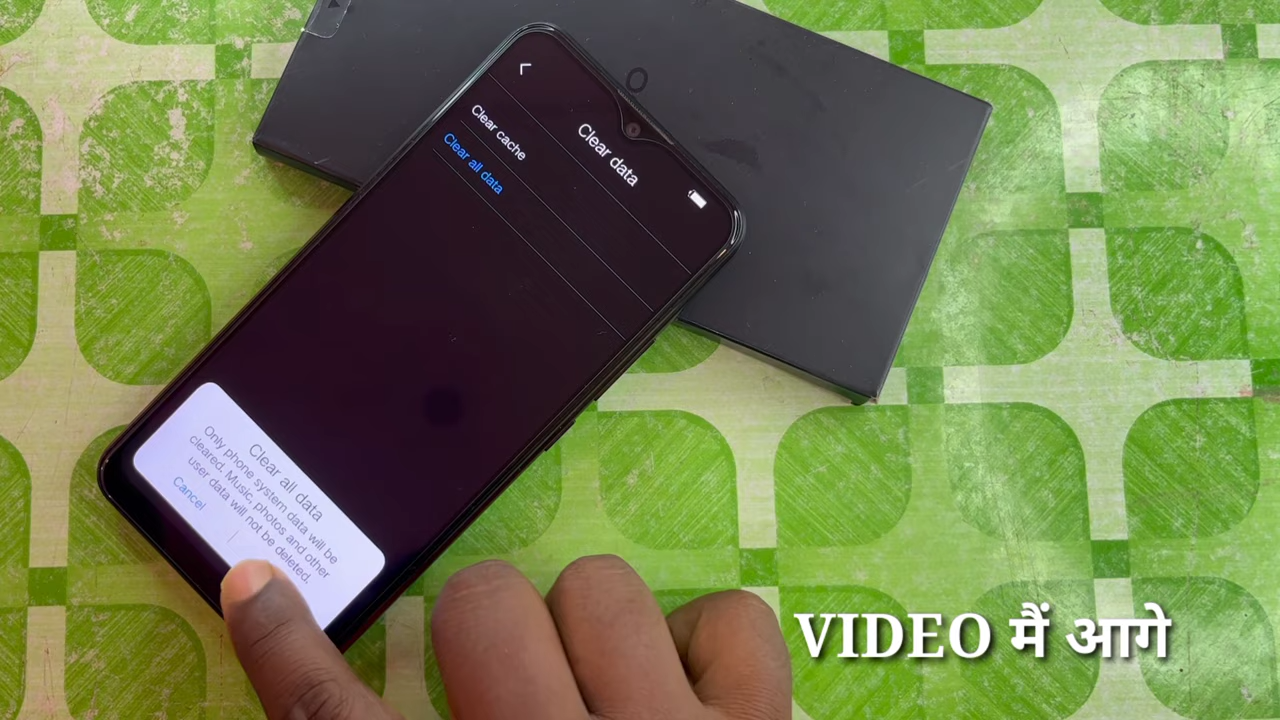 Clear data
Clear cache
Clear all data
Clear all data
Only phone system data will be
cleared. Music, photos and other
user data will not be deleted.
Cancel
VIDEO मैं आगे